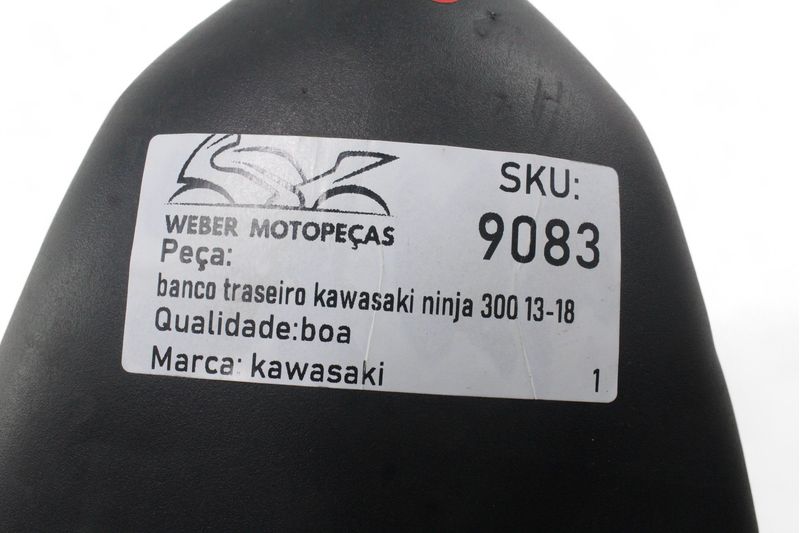 WEBER MOTOPEÇAS
SKU:
9083
Peça:
banco traseiro kawasaki ninja 300 13-18
Qualidade:boa
Marca: kawasaki
1